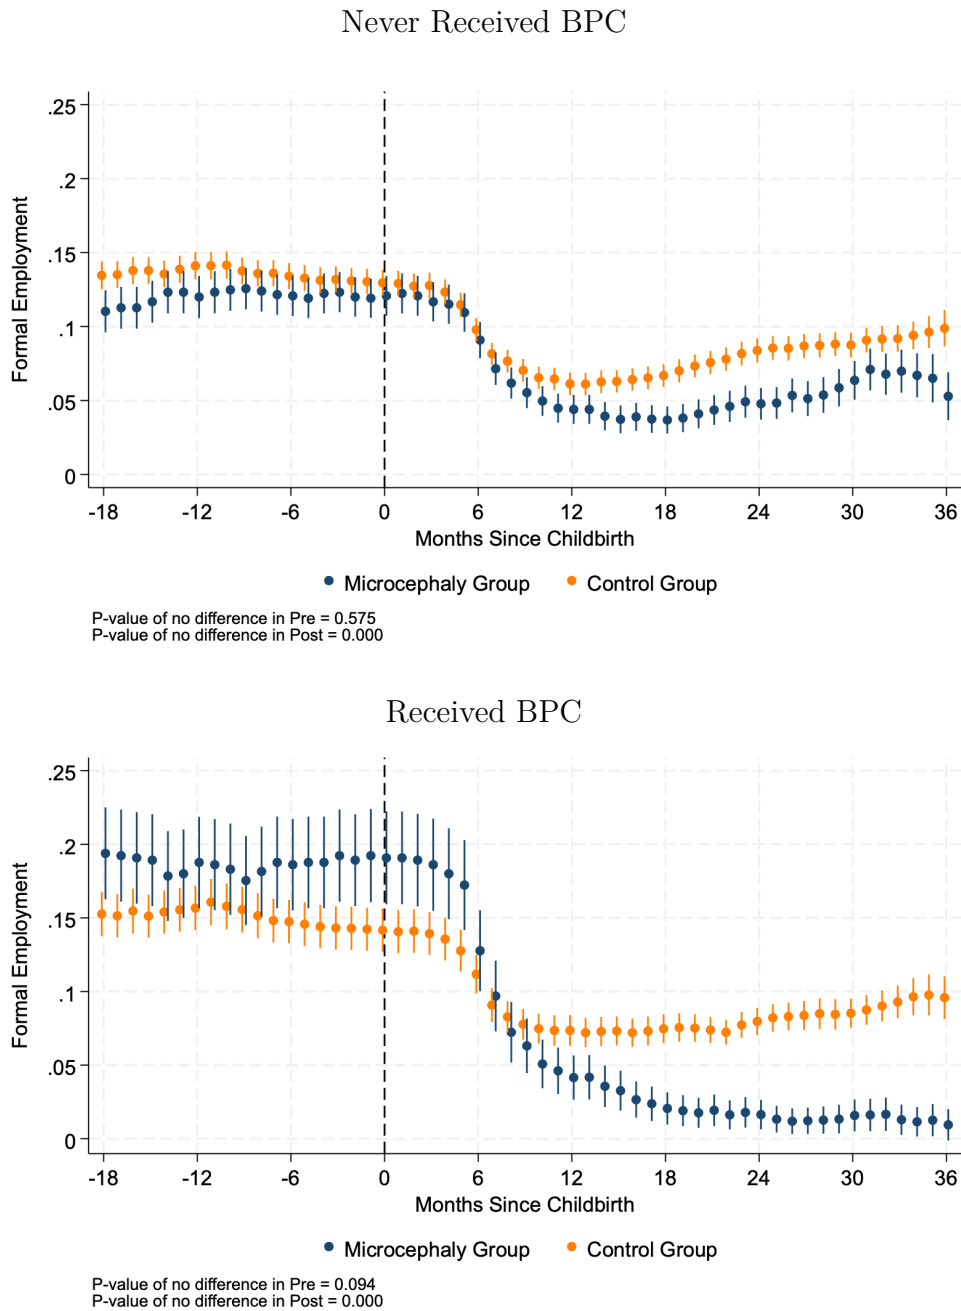 Never Received BPC
.25
.2
.15
.1
.05
0
Formal Employment
-18 -12 -6 0 6 12 18 24 30 36
Months Since Childbirth
Microcephaly Group Control Group
P-value of no difference in Pre = 0.575
P-value of no difference in Post = 0.000
Received BPC
.25
.2
.15
.1
.05
0
Formal Employment
-18 -12 -6 0 6 12 18 24 30 36
Months Since Childbirth
Microcephaly Group Control Group
P-value of no difference in Pre = 0.094
P-value of no difference in Post = 0.000